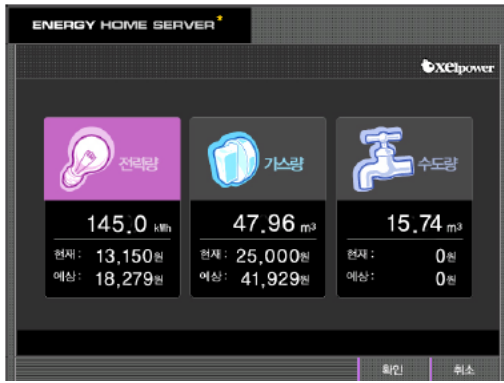 ENERGY HOME SERVER*
xelpower
전력량
가스량
수도량
145.0 kWh
47.96 m³
15.74 m³
현재: 13,150원
현재: 25,000원
현재: 0원
예상: 18,279원
예상: 41,929원
예상: 0원
확인
취소